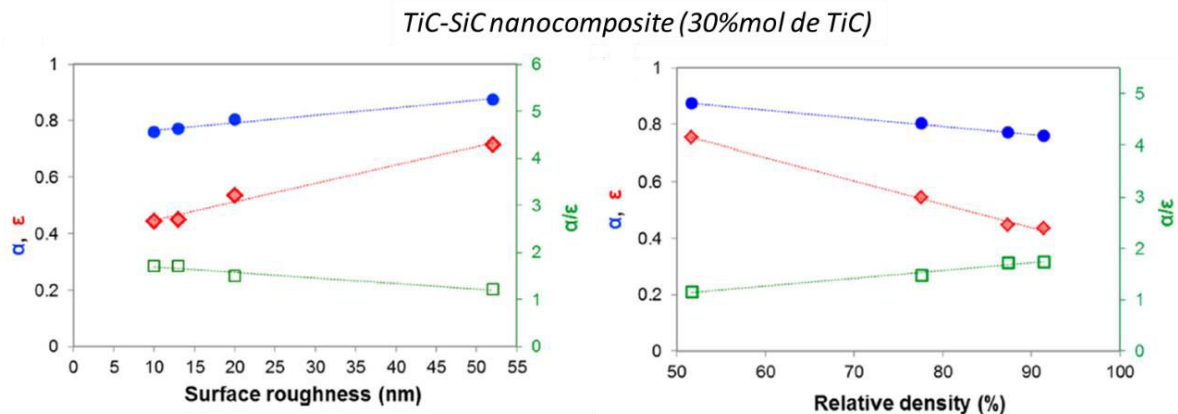 TiC-SiC nanocomposite (30%mol de TiC)
1
0.8
0.6
0.4
0.2
0
α, ε
6
5
4
3
2
1
0
α/ε
0 5 10 15 20 25 30 35 40 45 50 55
Surface roughness (nm)
1
0.8
0.6
0.4
0.2
0
α, ε
5
4
3
2
1
0
α/ε
50 60 70 80 90 100
Relative density (%)